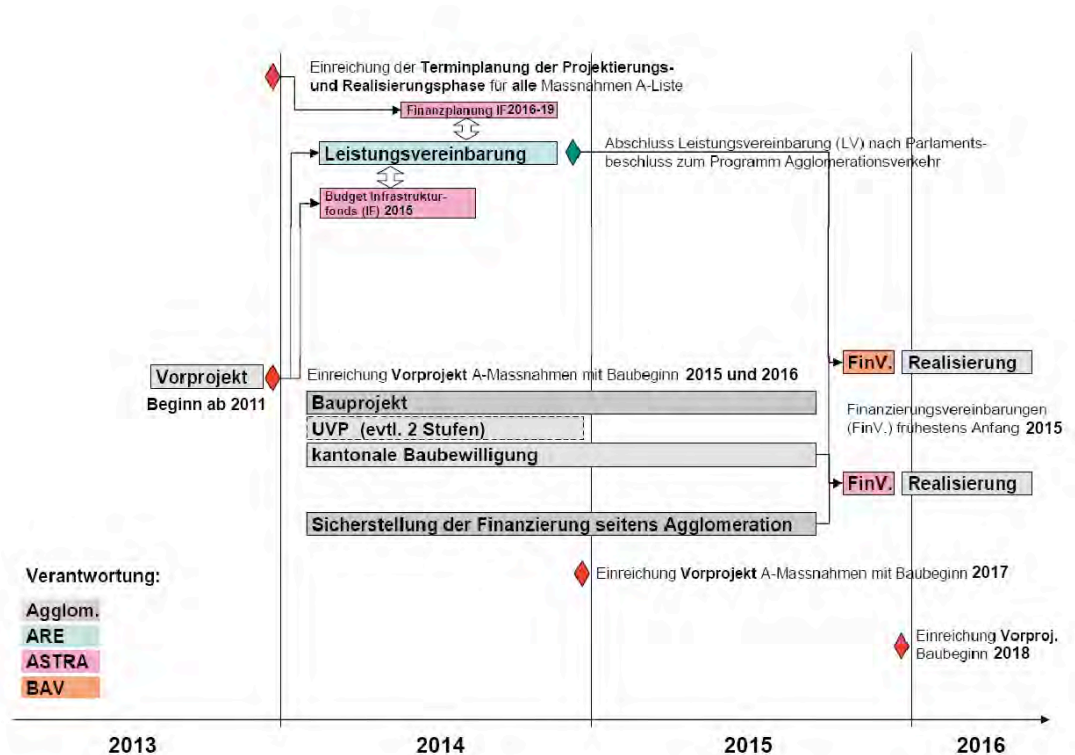 Einreichung der Terminplanung der Projektierungs-
und Realisierungsphase für alle Massnahmen A-Liste
Finanzplanung IF 2016-19
Leistungsvereinbarung
Abschluss Leistungsvereinbarung (LV) nach Parlaments-
beschluss zum Programm Agglomerationsverkehr
Budget Infrastruktur-
fonds (IF) 2015
Vorprojekt
Beginn ab 2011
Einreichung Vorprojekt A-Massnahmen mit Baubeginn 2015 und 2016
FinV.
Realisierung
Bauprojekt
UVP (evtl. 2 Stufen)
kantonale Baubewilligung
Finanzierungsvereinbarungen
(FinV.) frühestens Anfang 2015
FinV.
Realisierung
Sicherstellung der Finanzierung seitens Agglomeration
Einreichung Vorprojekt A-Massnahmen mit Baubeginn 2017
Verantwortung:
Agglom.
ARE
ASTRA
BAV
Einreichung Vorproj.
Baubeginn 2018
2013
2014
2015
2016